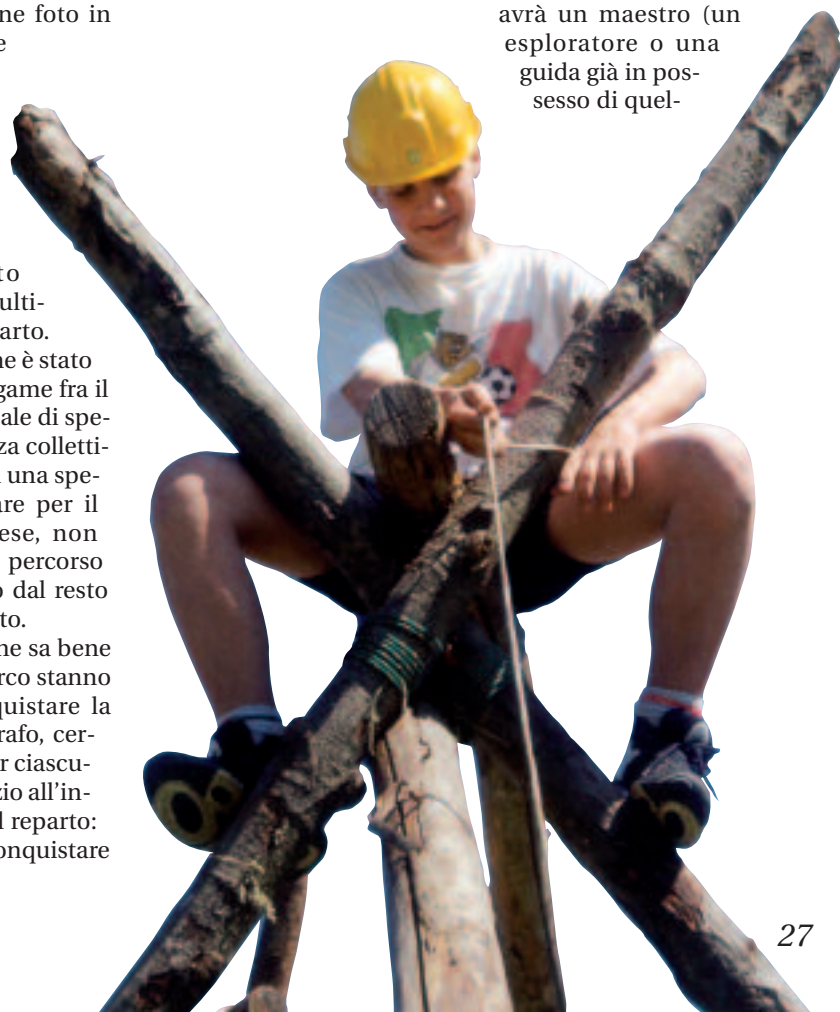 ne foto in
e
to
ulti-
arto.
ne è stato
game fra il
ale di spe-
za colletti-
una spe-
are per il
ese, non
percorso
o dal resto
to.
ne sa bene
rco stanno
quistare la
rafo, cer-
r ciascu-
zio all'in-
l reparto:
onquistare
avrà un maestro (un
esploratore o una
guida già in pos-
sesso di quel-
27